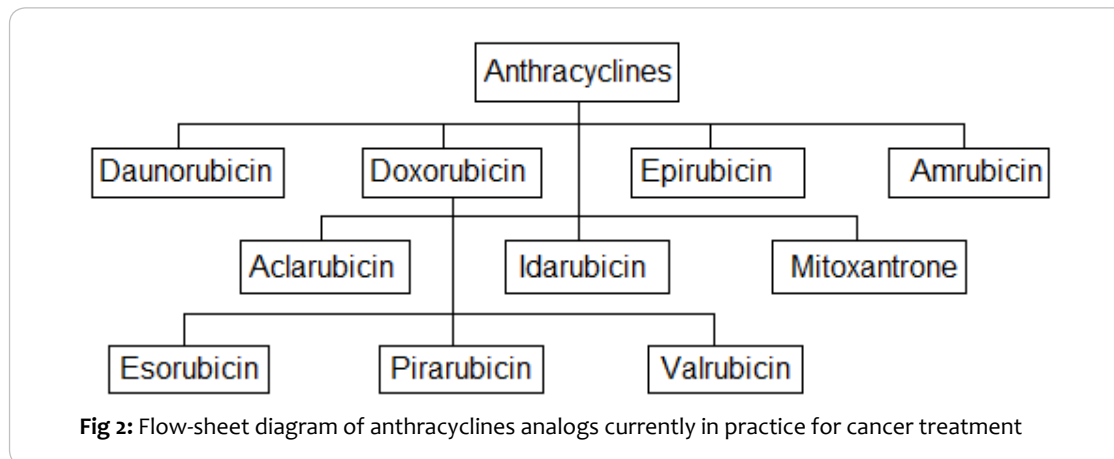 Anthracyclines
Daunorubicin Doxorubicin Epirubicin Amrubicin
Aclarubicin Idarubicin Mitoxantrone
Esorubicin Pirarubicin Valrubicin
Fig 2: Flow-sheet diagram of anthracyclines analogs currently in practice for cancer treatment